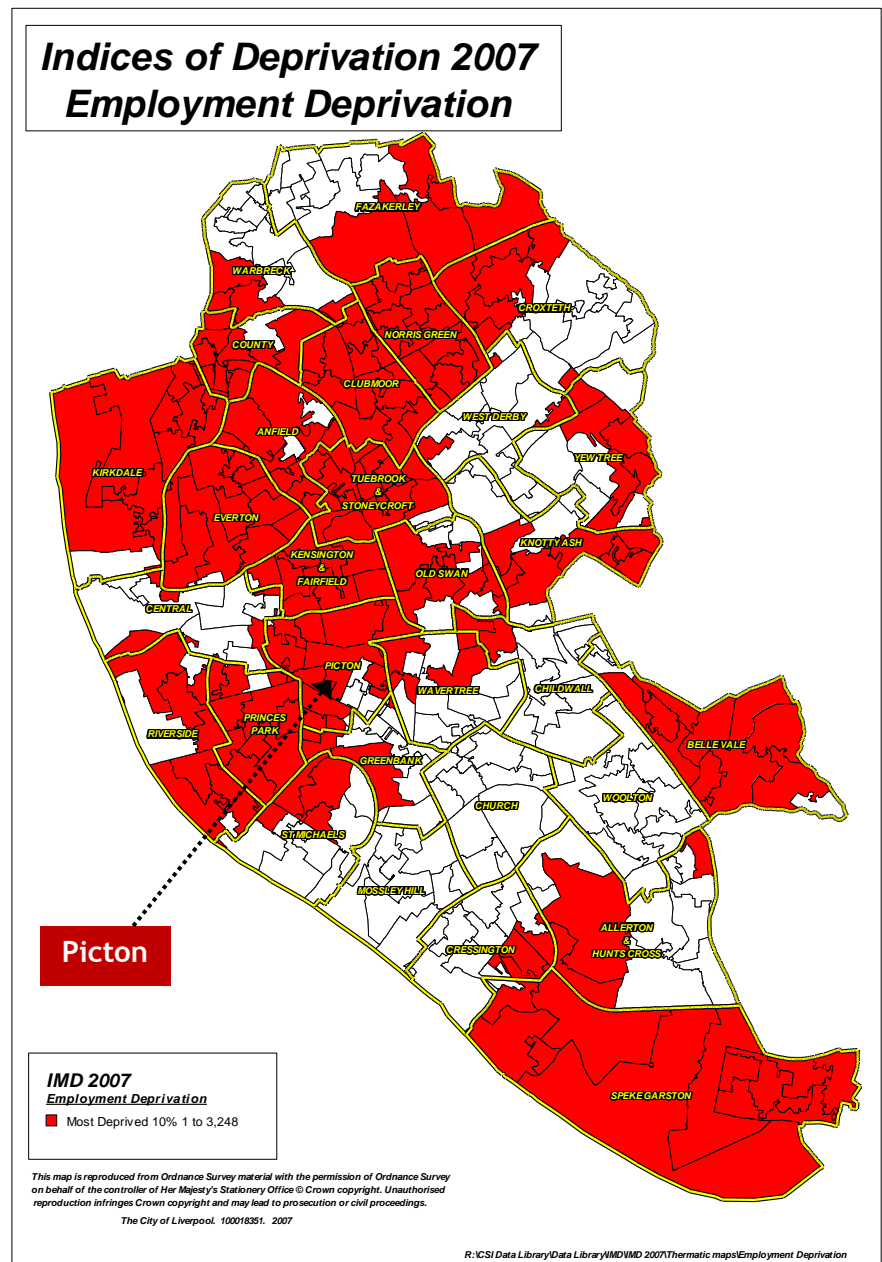 Indices of Deprivation 2007
Employment Deprivation
FAZAKERLEY
WARBRECK
CROXTETH
COUNTY
NORRIS GREEN
CLUBMOOR
WEST DERBY
ANFIELD
YEW TREE
KIRKDALE
TUEBROOK
&
STONEYCROFT
EVERTON
KNOTTY ASH
KENSINGTON
&
FAIRFIELD
OLD SWAN
CENTRAL
PICTON
WAVERTREE
CHILDWALL
PRINCES
PARK
RIVERSIDE
BELLE VALE
GREENBANK
WOOLTON
CHURCH
ST MICHAELS
MOSSLEY HILL
ALLERTON
&
HUNTS CROSS
CRESSINGTON
Picton
SPEKE GARSTON
IMD 2007
Employment Deprivation
Most Deprived 10% 1 to 3,248
This map is reproduced from Ordnance Survey material with the permission of Ordnance Survey
on behalf of the controller of Her Majesty's Stationery Office © Crown copyright. Unauthorised
reproduction infringes Crown copyright and may lead to prosecution or civil proceedings.
The City of Liverpool. 100018351. 2007
R:\CSI Data Library\Data Library\IMD\IMD 2007\Thermatic maps\Employment Deprivation